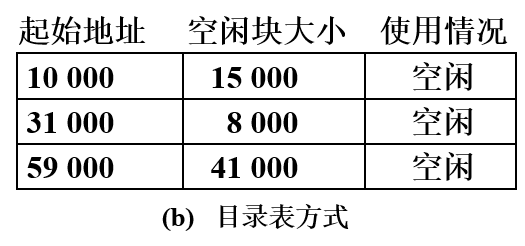 起始地址 空闲块大小 使用情况
10 000 15 000 空闲
31 000 8 000 空闲
59 000 41 000 空闲
(b) 目录表方式